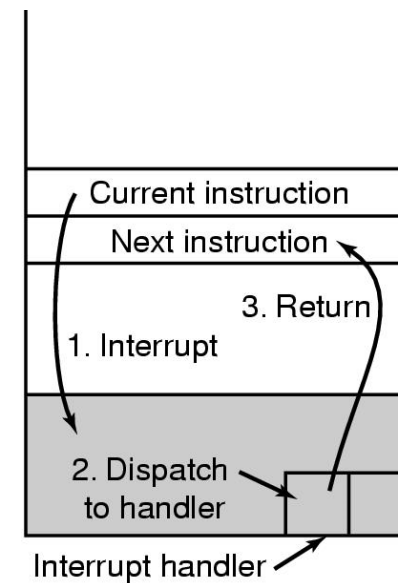 Current instruction
Next instruction
3. Return
1. Interrupt
2. Dispatch
to handler
Interrupt handler